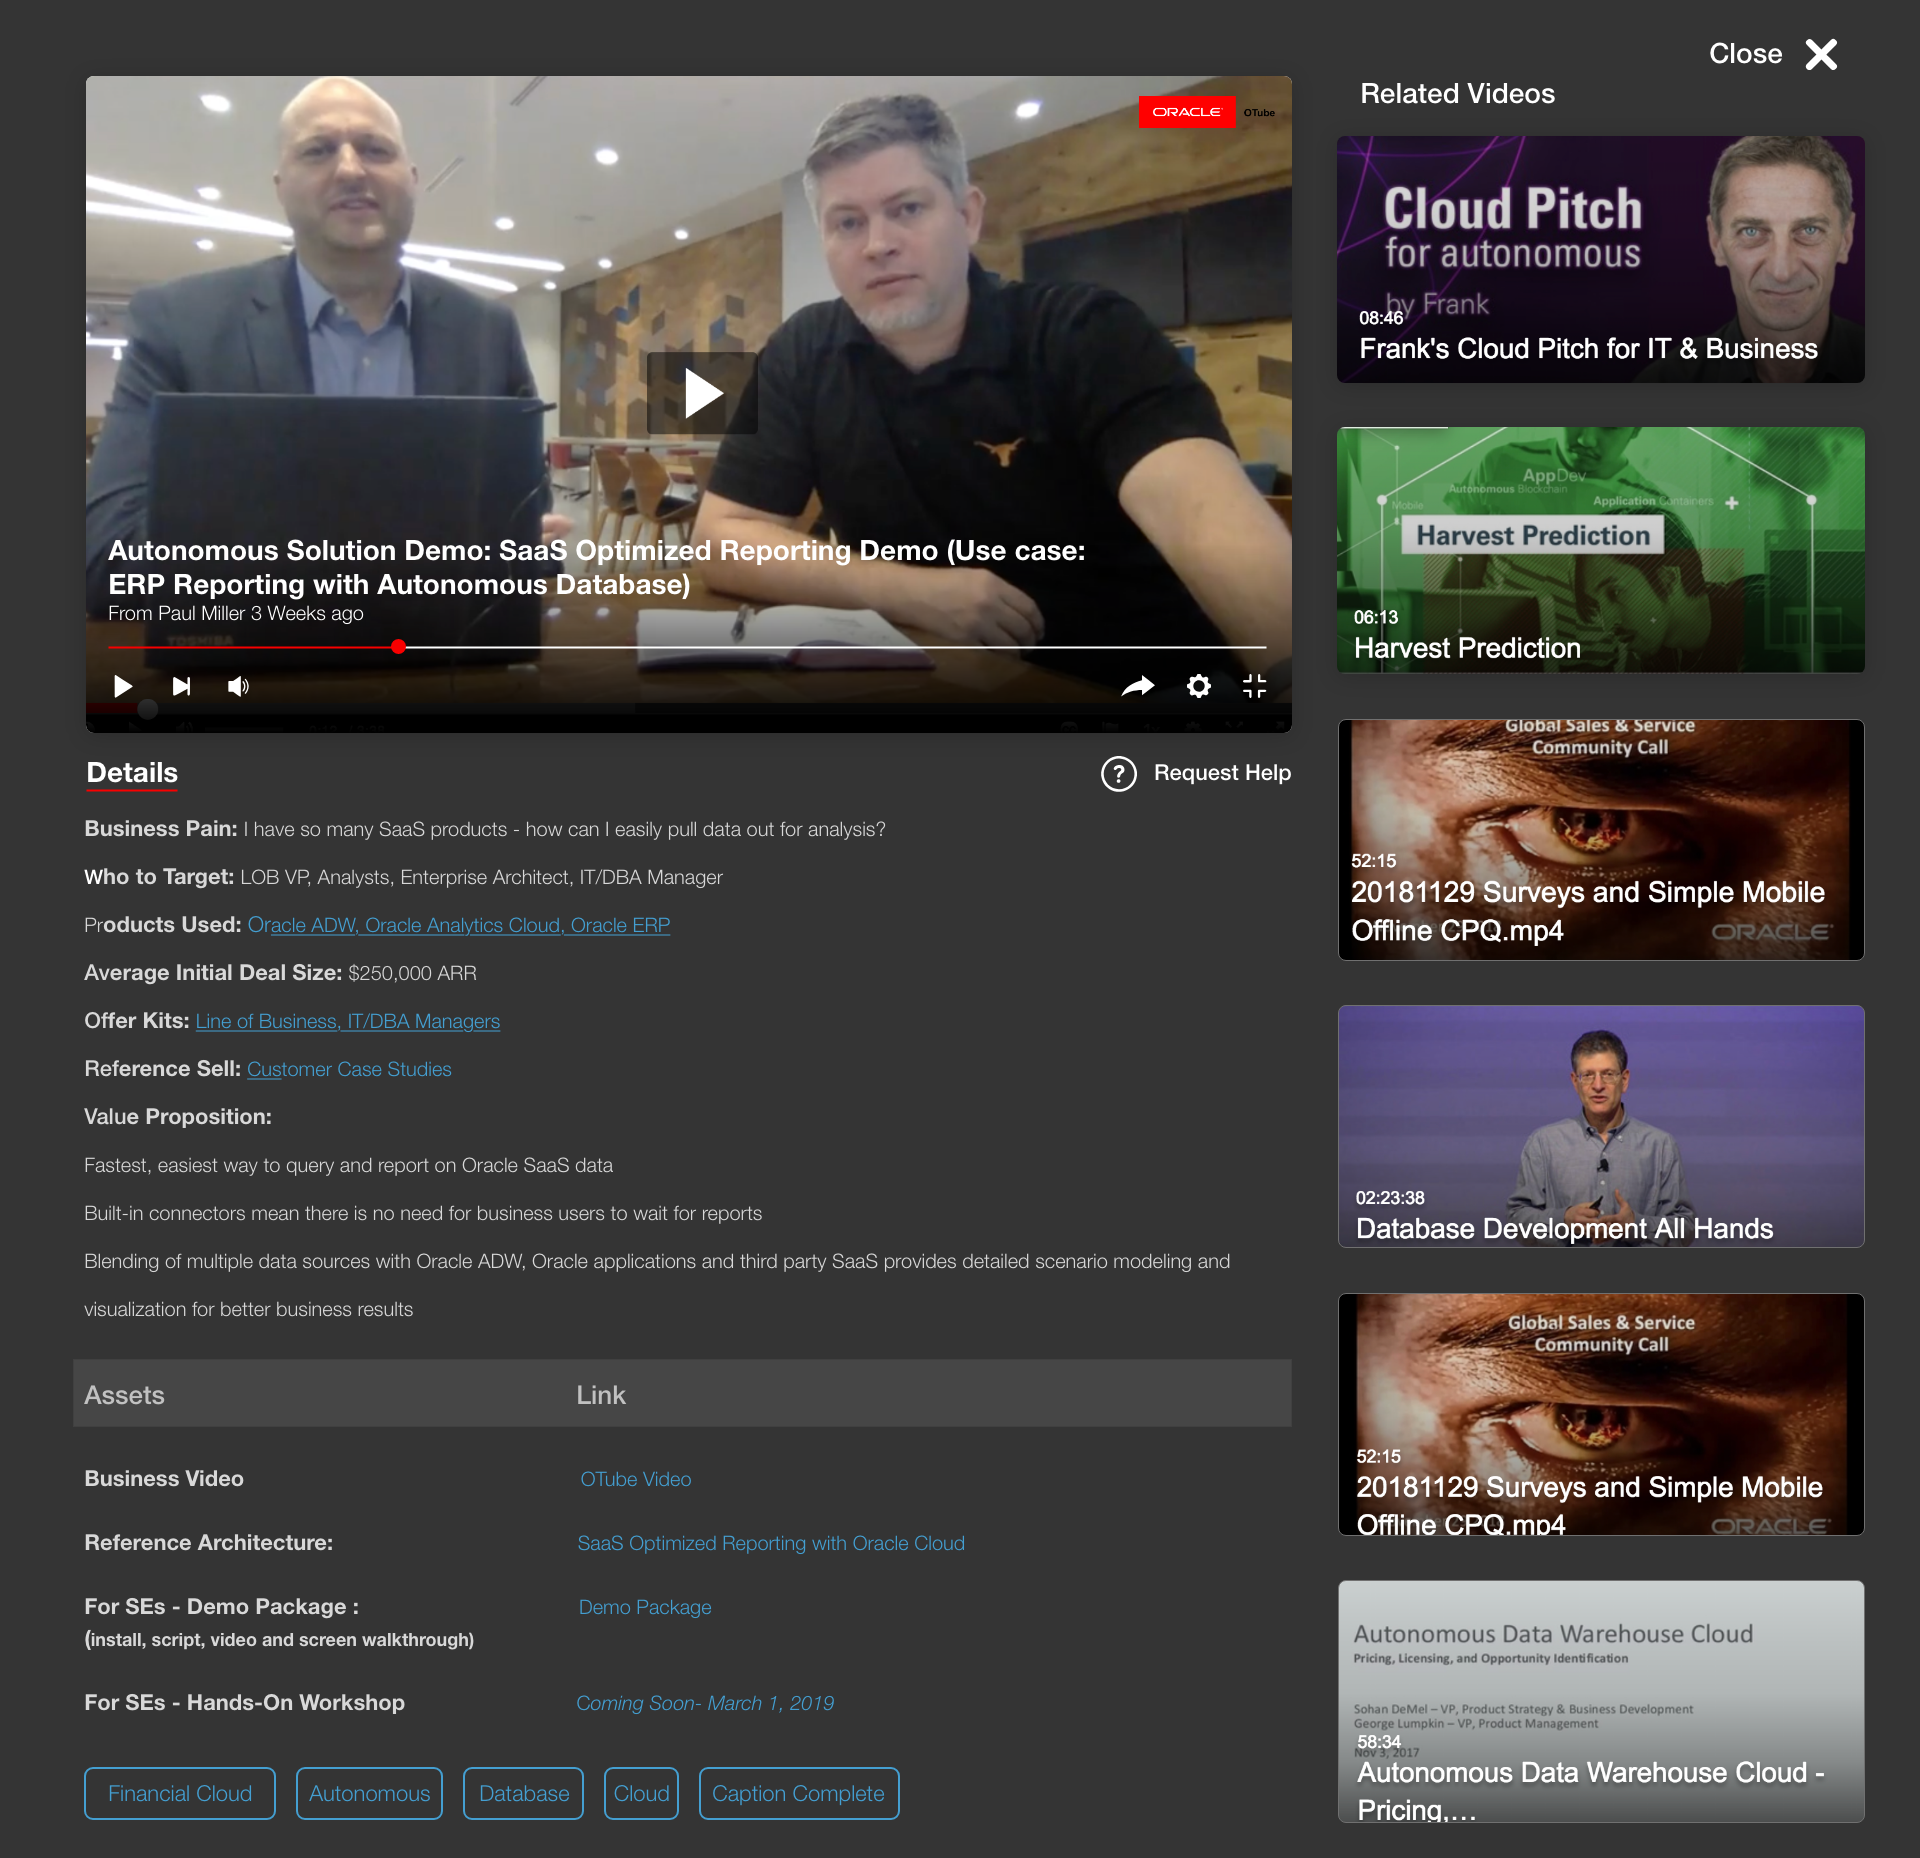 Close
ORACLE OTube
Autonomous Solution Demo: SaaS Optimized Reporting Demo (Use case:
ERP Reporting with Autonomous Database)
From Paul Miller 3 Weeks ago
TOSHIBA
Details
Request Help
Business Pain: I have so many SaaS products - how can I easily pull data out for analysis?
Who to Target: LOB VP, Analysts, Enterprise Architect, IT/DBA Manager
Products Used: Oracle ADW, Oracle Analytics Cloud, Oracle ERP
Average Initial Deal Size: $250,000 ARR
Offer Kits: Line of Business, IT/DBA Managers
Reference Sell: Customer Case Studies
Value Proposition:
Fastest, easiest way to query and report on Oracle SaaS data
Built-in connectors mean there is no need for business users to wait for reports
Blending of multiple data sources with Oracle ADW, Oracle applications and third party SaaS provides detailed scenario modeling and
visualization for better business results
Assets Link
Business Video OTube Video
Reference Architecture: SaaS Optimized Reporting with Oracle Cloud
For SEs - Demo Package : Demo Package
(install, script, video and screen walkthrough)
For SEs - Hands-On Workshop Coming Soon- March 1, 2019
Financial Cloud Autonomous Database Cloud Caption Complete
Related Videos
Cloud Pitch
for autonomous
by Frank
08:46
Frank's Cloud Pitch for IT & Business
AppDev
Autonomous Blockchain
Application Containers
Mobile
Harvest Prediction
06:13
Harvest Prediction
Global Sales & Service
Community Call
52:15
20181129 Surveys and Simple Mobile
Offline CPQ.mp4
ORACLE
02:23:38
Database Development All Hands
Global Sales & Service
Community Call
52:15
20181129 Surveys and Simple Mobile
Offline CPQ.mp4
ORACLE
Autonomous Data Warehouse Cloud
Pricing, Licensing, and Opportunity Identification
Sohan DeMel – VP, Product Strategy & Business Development
George Lumpkin – VP, Product Management
Nov 3, 2017
58:34
Autonomous Data Warehouse Cloud -
Pricing,...